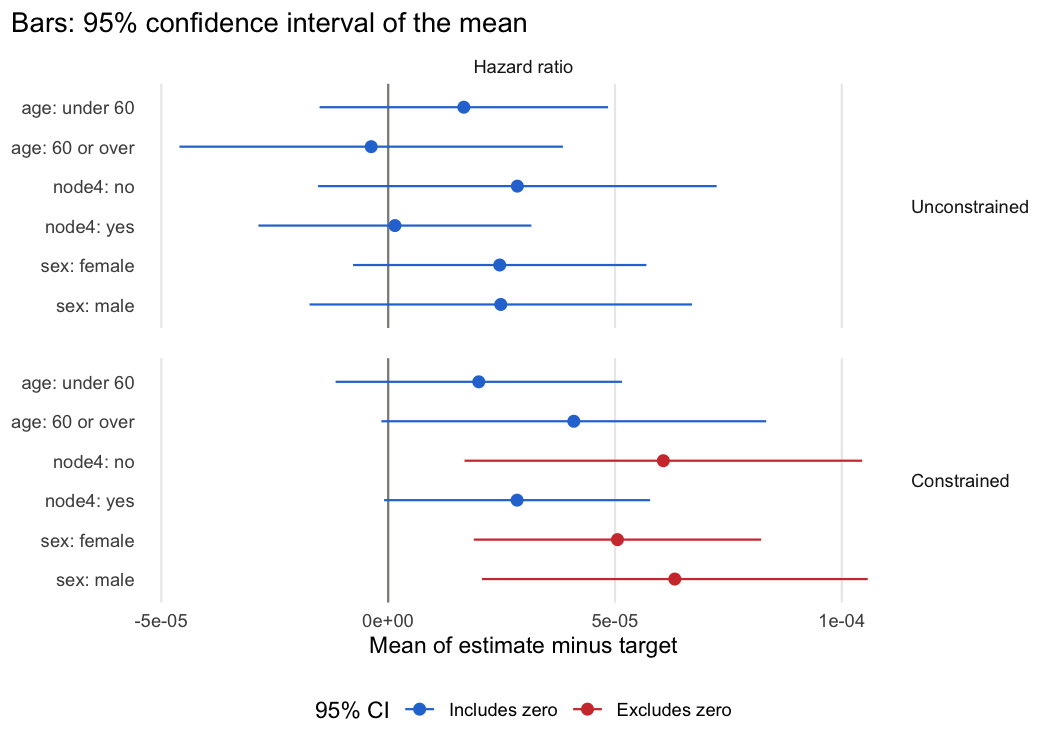 Bars: 95% confidence interval of the mean
Hazard ratio
age: under 60
age: 60 or over
node4: no
node4: yes
sex: female
sex: male
Unconstrained
age: under 60
age: 60 or over
node4: no
node4: yes
sex: female
sex: male
Constrained
-5e-05 0e+00 5e-05 1e-04
Mean of estimate minus target
95% CI Includes zero Excludes zero